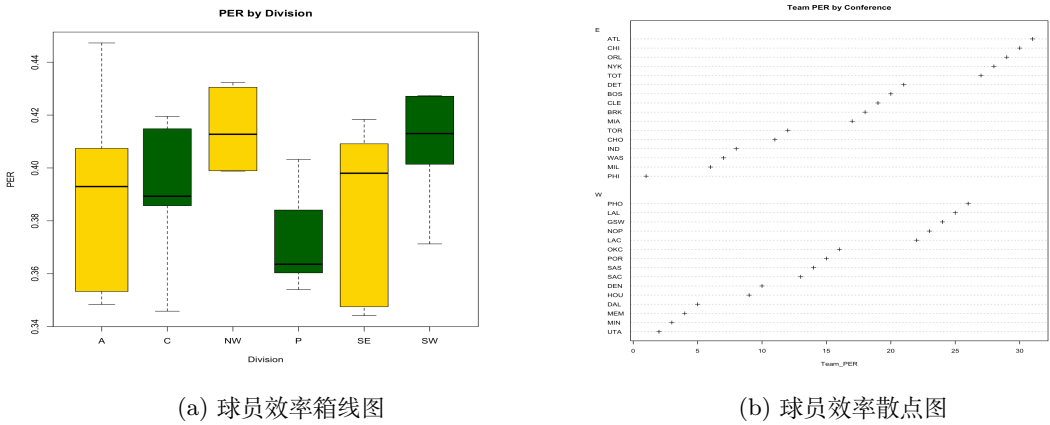 PER by Division
PER
0.44
0.42
0.40
0.38
0.36
0.34
A C NW P SE SW
Division
(a) 球员效率箱线图
Team PER by Conference
E
ATL
CHI
ORL
NYK
TOT
DET
BOS
CLE
BRK
MIA
TOR
CHO
IND
WAS
MIL
PHI
W
PHO
LAL
GSW
NOP
LAC
OKC
POR
SAS
SAC
DEN
HOU
DAL
MEM
MIN
UTA
0 5 10 15 20 25 30
Team_PER
(b) 球员效率散点图